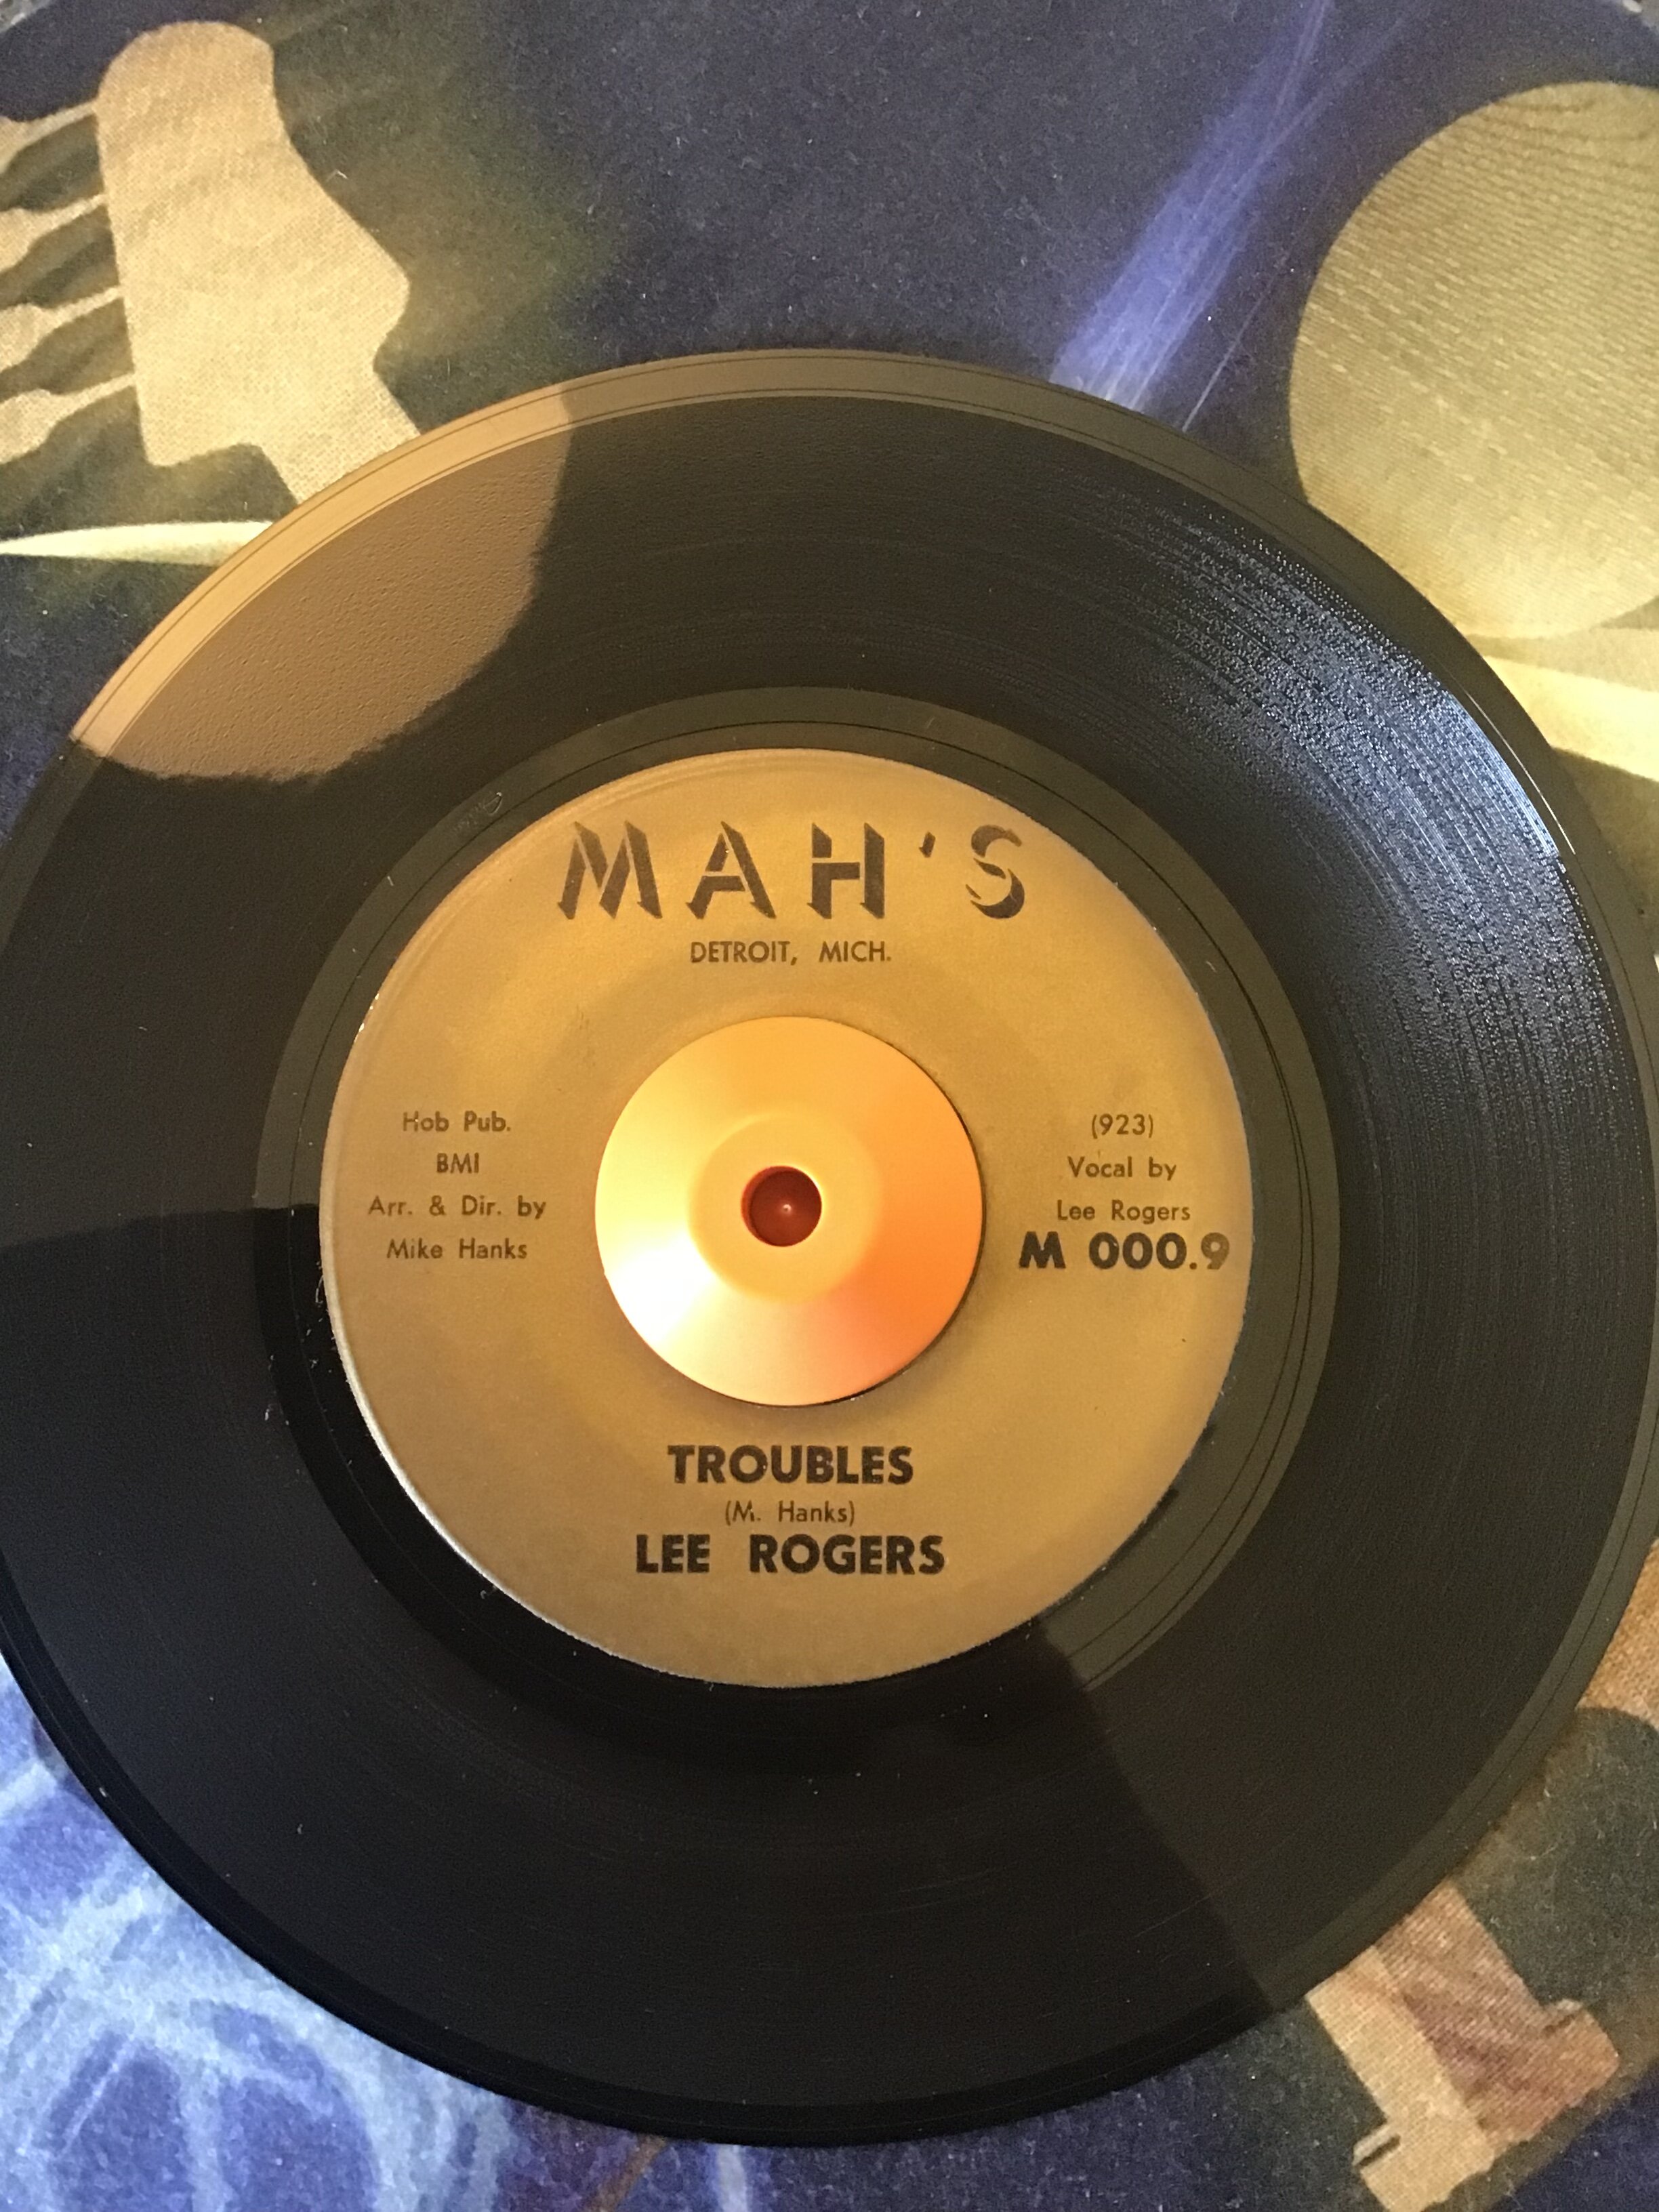 MAH'S
DETROIT, MICH.
Hob Pub.
BMI
Arr. & Dir. by
Mike Hanks
(923)
Vocal by
Lee Rogers
M 000.9
TROUBLES
(M. Hanks)
LEE ROGERS